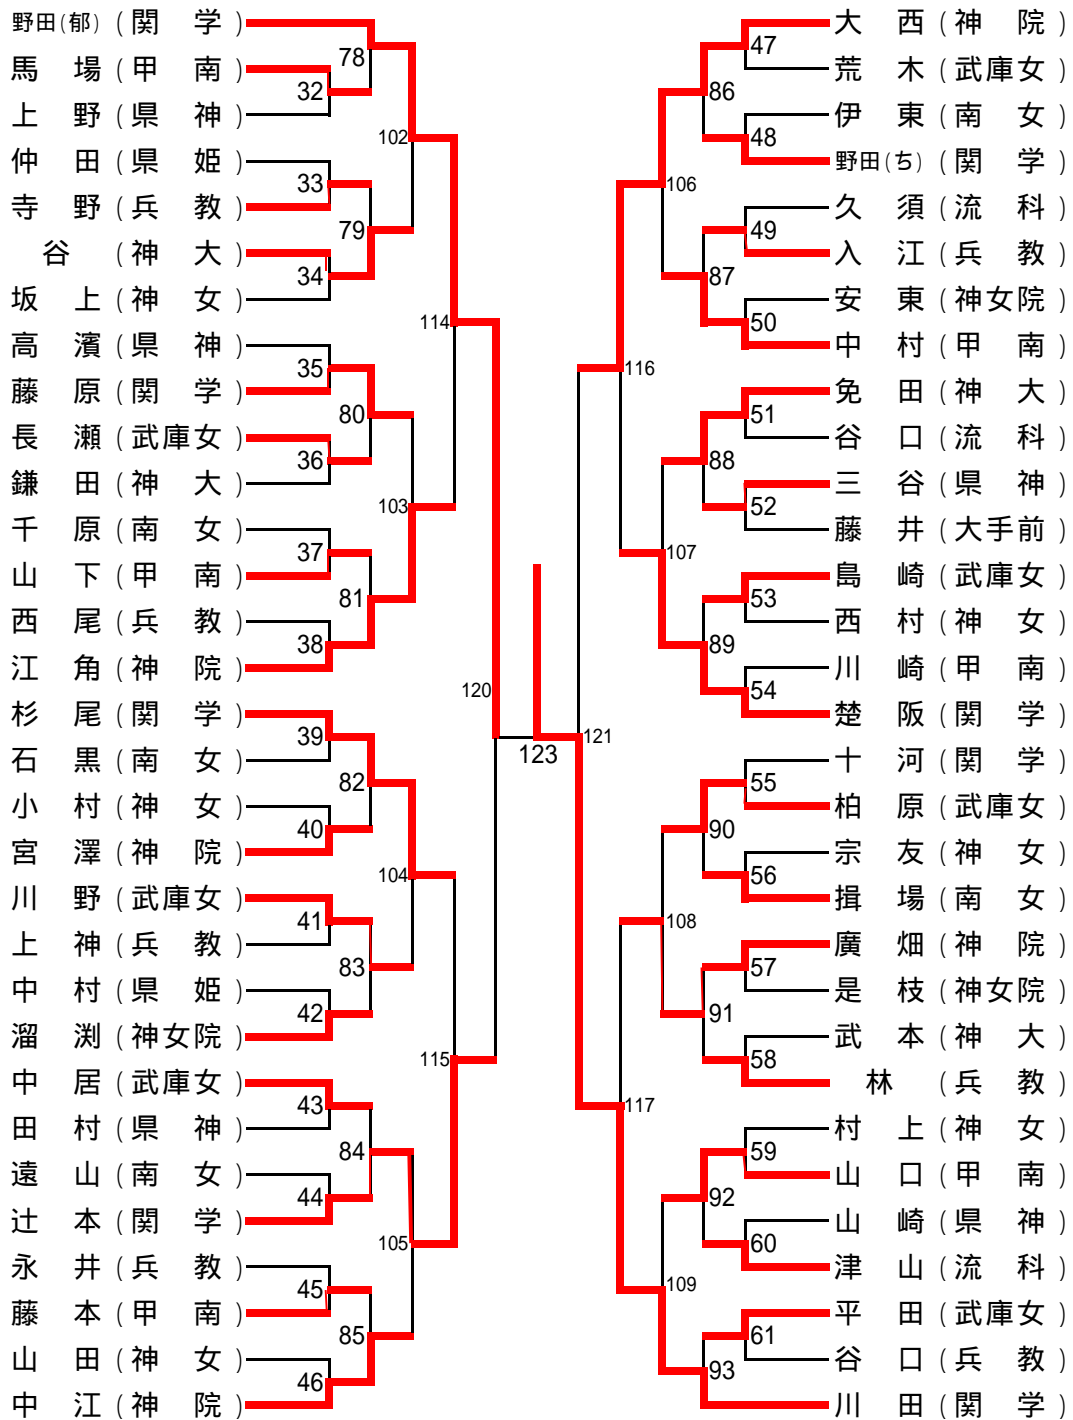 野田(郁) (関 学)
馬 場 (甲 南)
上 野 (県 神)
仲 田 (県 姫)
寺 野 (兵 教)
谷 (神 大)
坂 上 (神 女)
高 濱 (県 神)
藤 原 (関 学)
長 瀬 (武庫女)
鎌 田 (神 大)
千 原 (南 女)
山 下 (甲 南)
西 尾 (兵 教)
江 角 (神 院)
杉 尾 (関 学)
石 黒 (南 女)
小 村 (神 女)
宮 澤 (神 院)
川 野 (武庫女)
上 神 (兵 教)
中 村 (県 姫)
溜 渕 (神女院)
中 居 (武庫女)
田 村 (県 神)
遠 山 (南 女)
辻 本 (関 学)
永 井 (兵 教)
藤 本 (甲 南)
山 田 (神 女)
中 江 (神 院)
32
33
34
35
36
37
38
39
40
41
42
43
44
45
46
78
79
80
81
82
83
84
85
102
103
104
105
114
115
120
123
121
116
117
106
107
108
109
86
87
88
89
90
91
92
93
47
48
49
50
51
52
53
54
55
56
57
58
59
60
61
大 西 (神 院)
荒 木 (武庫女)
伊 東 (南 女)
野田(ち) (関 学)
久 須 (流 科)
入 江 (兵 教)
安 東 (神女院)
中 村 (甲 南)
免 田 (神 大)
谷 口 (流 科)
三 谷 (県 神)
藤 井 (大手前)
島 崎 (武庫女)
西 村 (神 女)
川 崎 (甲 南)
楚 阪 (関 学)
十 河 (関 学)
柏 原 (武庫女)
宗 友 (神 女)
揖 場 (南 女)
廣 畑 (神 院)
是 枝 (神女院)
武 本 (神 大)
林 (兵 教)
村 上 (神 女)
山 口 (甲 南)
山 崎 (県 神)
津 山 (流 科)
平 田 (武庫女)
谷 口 (兵 教)
川 田 (関 学)